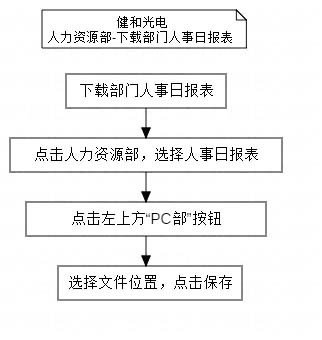 健和光电
人力资源部-下载部门人事日报表
下载部门人事日报表
点击人力资源部，选择人事日报表
点击左上方“PC部”按钮
选择文件位置，点击保存